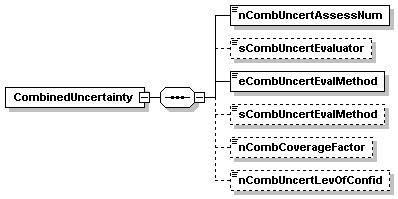 nCombUncertAssessNum
sCombUncertEvaluator
CombinedUncertainty
eCombUncertEvalMethod
sCombUncertEvalMethod
nCombCoverageFactor
nCombUncertLevOfConfid